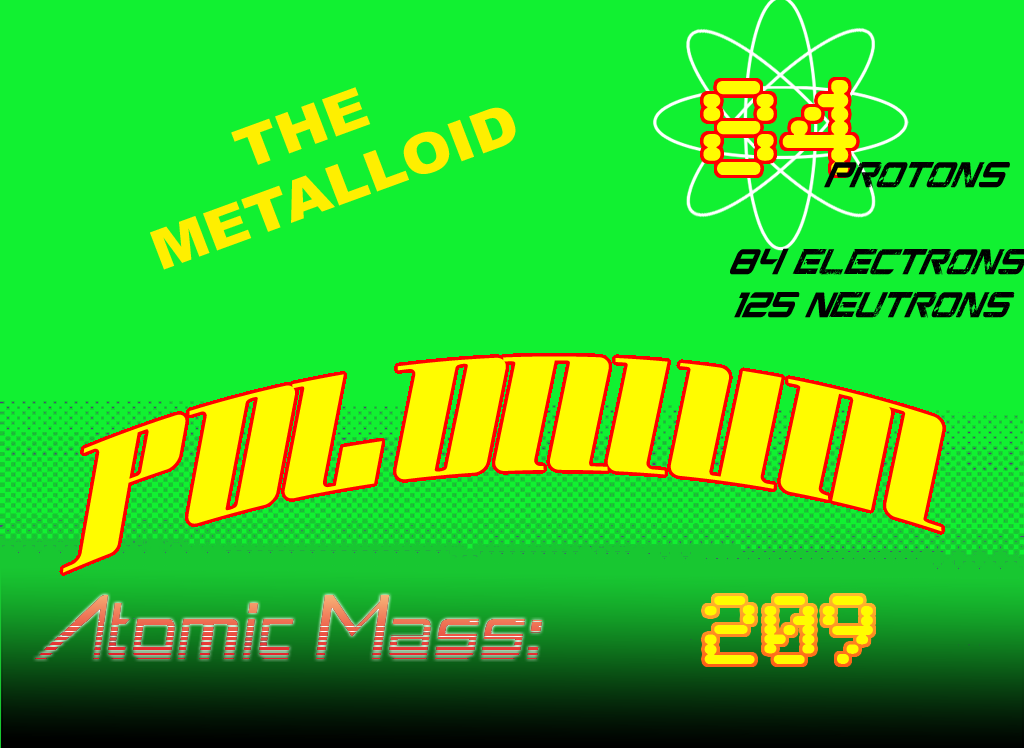 THE
METALLOID
84
PROTONS
84 ELECTRONS
125 NEUTRONS
POLONIUM
Atomic Mass: 209